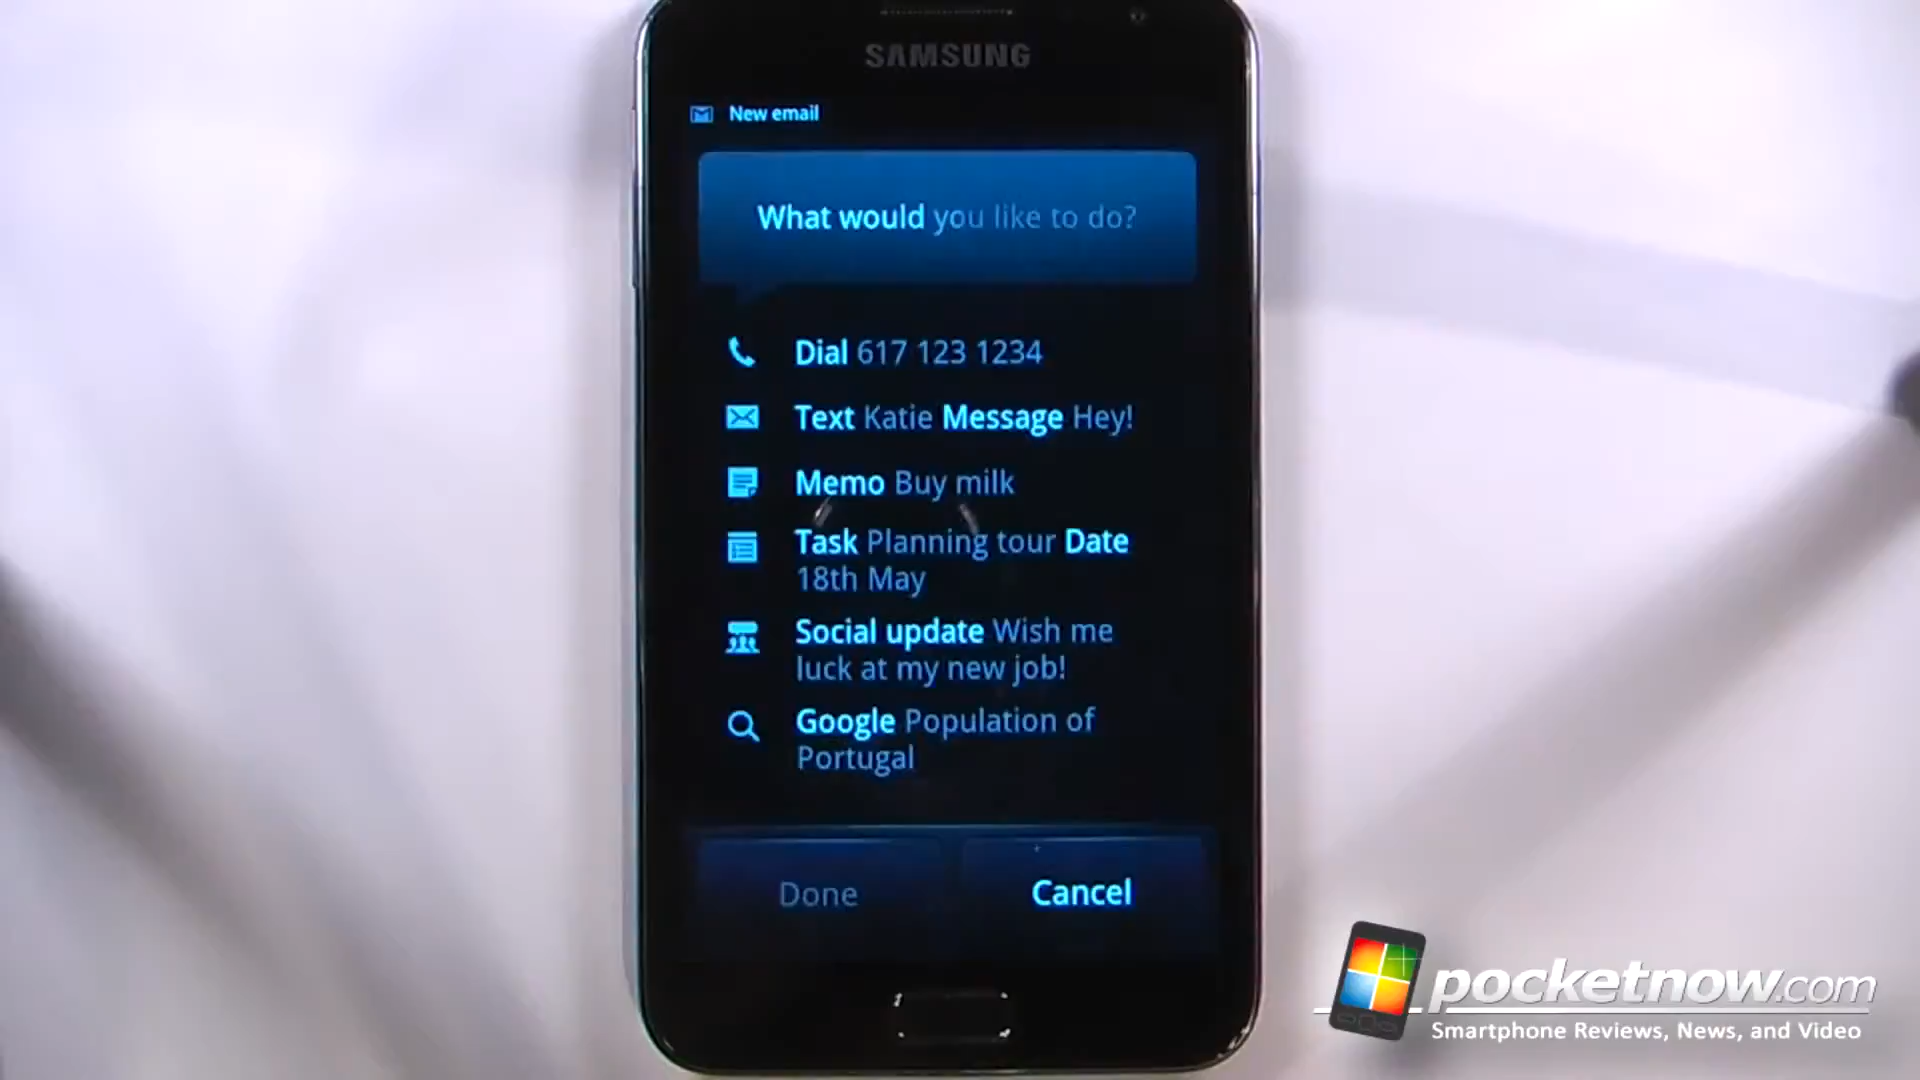 SAMSUNG
New email
What would you like to do?
Dial 617 123 1234
Text Katie Message Hey!
Memo Buy milk
Task Planning tour Date
18th May
Social update Wish me
luck at my new job!
Google Population of
Portugal
Done
Cancel
pocketnow.com
Smartphone Reviews, News, and Video